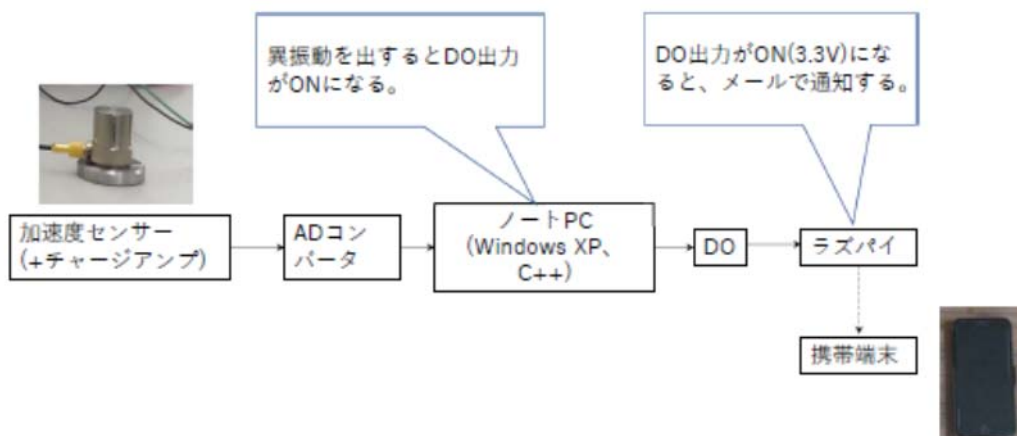 異振動を出するとDO出力
がONになる。
DO出力がON(3.3V)にな
ると、メールで通知する。
加速度センサー
(+チャージアンプ)
ADコン
バータ
ノートPC
(Windows XP、
C++)
DO
ラズパイ
携帯端末